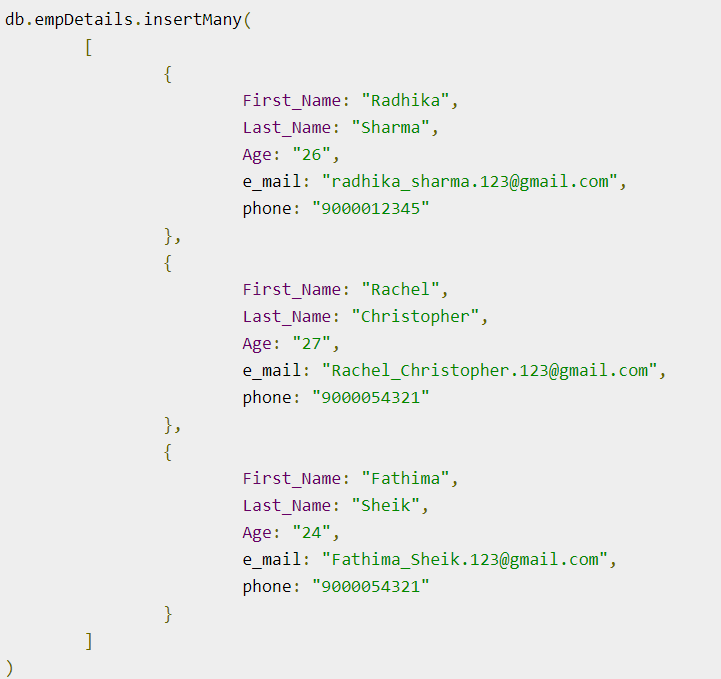 db.empDetails.insertMany(
[
{
First_Name: "Radhika",
Last_Name: "Sharma",
Age: "26",
e_mail: "radhika_sharma.123@gmail.com",
phone: "9000012345"
},
{
First_Name: "Rachel",
Last_Name: "Christopher",
Age: "27",
e_mail: "Rachel_Christopher.123@gmail.com",
phone: "9000054321"
},
{
First_Name: "Fathima",
Last_Name: "Sheik",
Age: "24",
e_mail: "Fathima_Sheik.123@gmail.com",
phone: "9000054321"
}
]
)